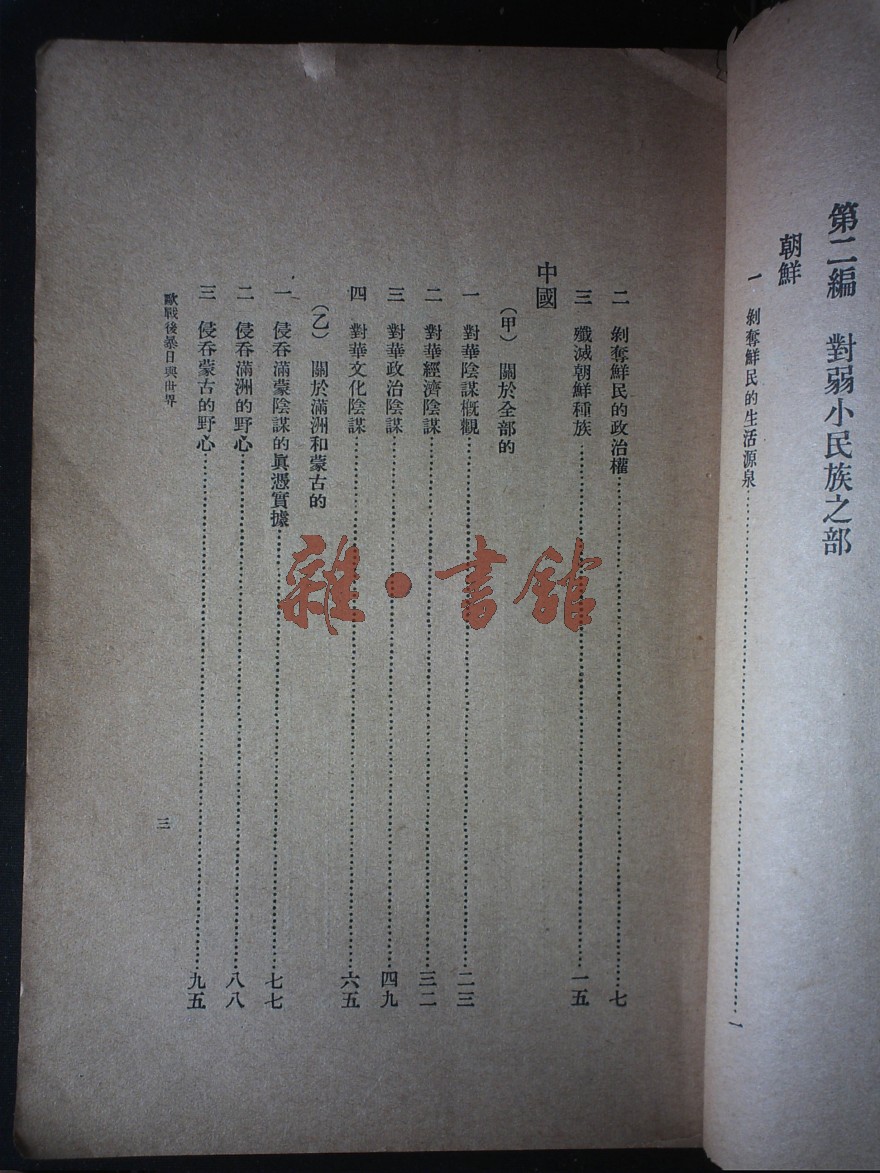 第二編　對弱小民族之部
朝鮮
一　剝奪鮮民的生活源泉……一
二　剝奪鮮民的政治權……七
三　殲滅朝鮮種族……一五
中國
（甲）　關於全部的
一　對華陰謀概觀……二三
二　對華經濟陰謀……三二
三　對華政治陰謀……四九
四　對華文化陰謀……六五
（乙）　關於滿洲和蒙古的
一　侵吞滿蒙陰謀的眞憑實據……七七
二　侵吞滿洲的野心……八八
三　侵吞蒙古的野心……九五
歐戰後暴日與世界
三
雜·書館